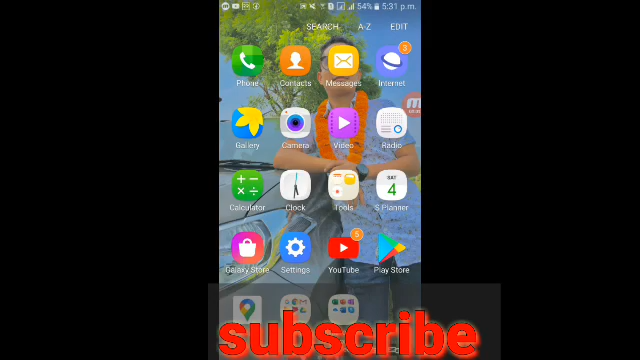 54% 5:31 p.m.
SEARCH A-Z EDIT
3
Phone Contacts Messages Internet
Gallery Camera Video Radio
SAT
4
Calculator Clock Tools S Planner
5
Galaxy Store Settings YouTube Play Store
subscribe